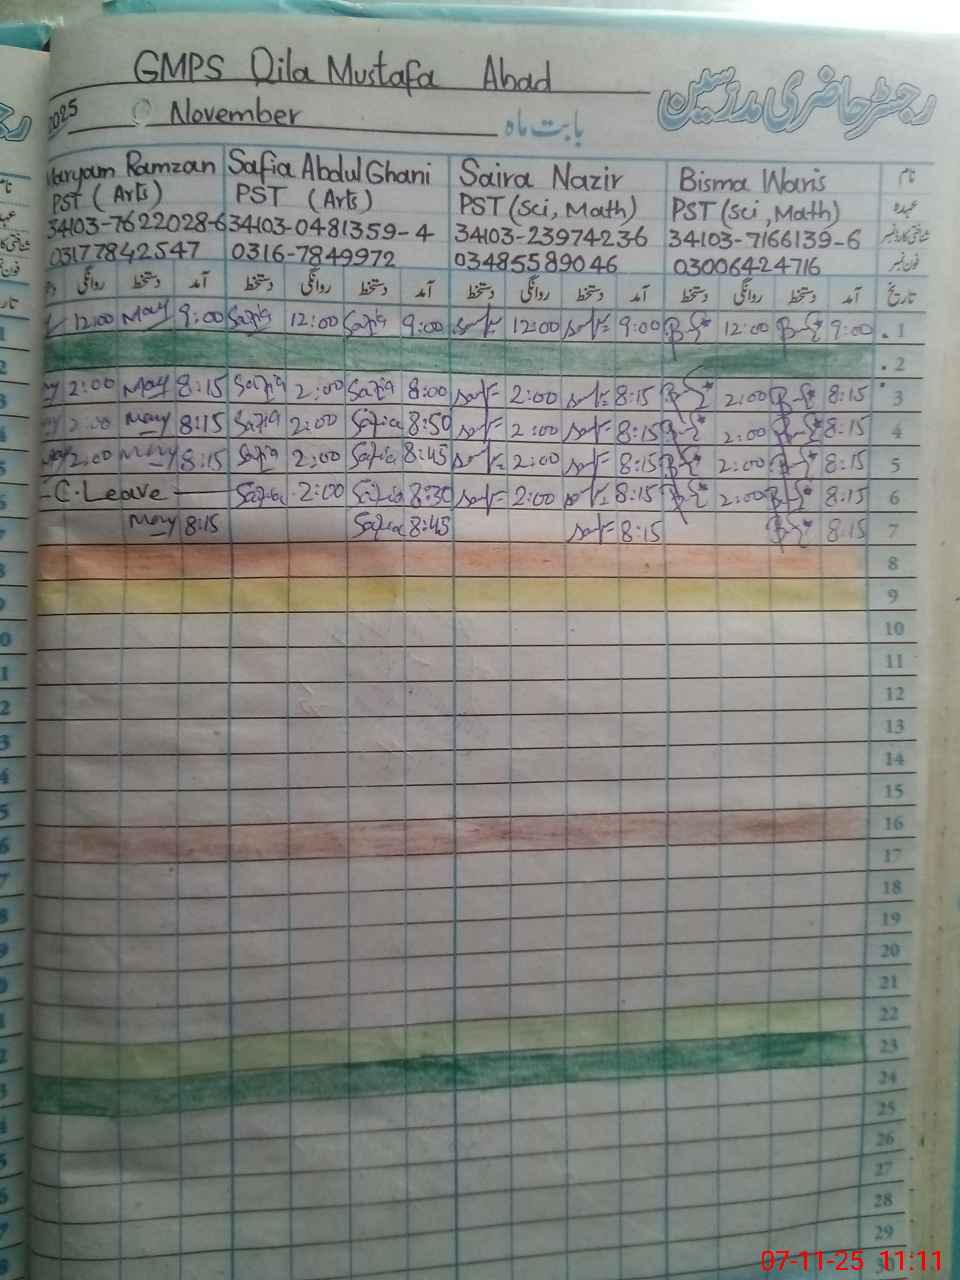 GMPS Qila Mustafa Abad
رجسٹر حاضری مدرسین
2025 November بابت ماہ
Maryam Ramzan Safia Abdul Ghani Saira Nazir Bisma Waris نام
PST (Arts) PST (Arts) PST (Sci, Math) PST (Sci, Math) عہدہ
34103-7622028-6 34103-0481359-4 34103-23974236 34103-7166139-6 شناختی کارڈ نمبر
03177842547 0316-7849972 03485589046 03006424716 فون نمبر
روانگی دستخط آمد دستخط روانگی دستخط آمد دستخط روانگی دستخط آمد دستخط روانگی دستخط آمد تاریخ
12:00 Mary 9:00 Safia 12:00 Safia 9:00 12:00 9:00 12:00 9:00 1
2
2:00 Mary 8:15 Safia 2:00 Safia 8:00 2:00 8:15 2:00 8:15 3
2:00 Mary 8:15 Safia 2:00 Safia 8:50 2:00 8:15 2:00 8:15 4
2:00 Mary 8:15 Safia 2:00 Safia 8:45 2:00 8:15 2:00 8:15 5
C. Leave Safia 2:00 Safia 8:30 2:00 8:15 2:00 8:15 6
Mary 8:15 Safia 8:45 8:15 8:15 7
8
9
10
11
12
13
14
15
16
17
18
19
20
21
22
23
24
25
26
27
28
29
30
07-11-25 11:11